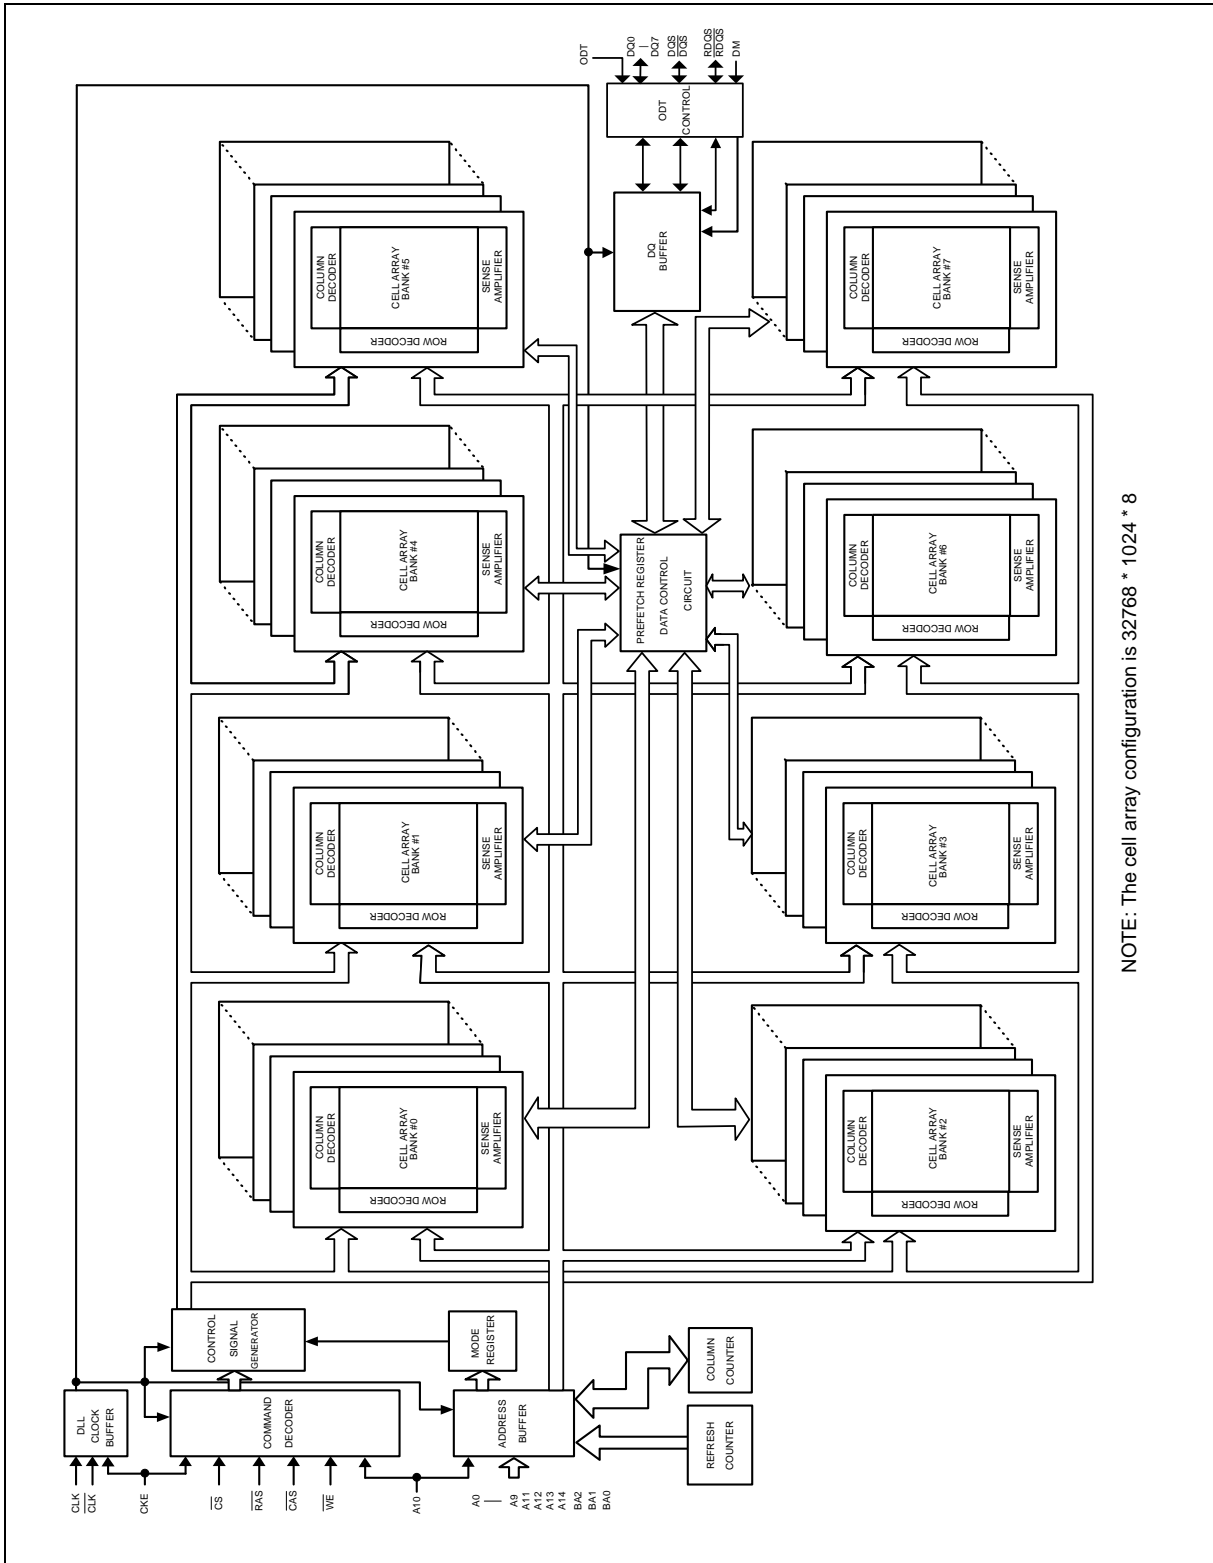 CLK
CLK
CKE
CS
RAS
CAS
WE
A10
A0
A9
A11
A12
A13
A14
BA2
BA1
BA0
DLL
CLOCK
BUFFER
COMMAND
DECODER
ADDRESS
BUFFER
REFRESH
COUNTER
COLUMN
COUNTER
CONTROL
SIGNAL
GENERATOR
MODE
REGISTER
COLUMN
DECODER
CELL ARRAY
BANK #0
SENSE
AMPLIFIER
ROW DECODER
COLUMN
DECODER
CELL ARRAY
BANK #1
SENSE
AMPLIFIER
ROW DECODER
COLUMN
DECODER
CELL ARRAY
BANK #4
SENSE
AMPLIFIER
ROW DECODER
COLUMN
DECODER
CELL ARRAY
BANK #5
SENSE
AMPLIFIER
ROW DECODER
COLUMN
DECODER
CELL ARRAY
BANK #2
SENSE
AMPLIFIER
ROW DECODER
COLUMN
DECODER
CELL ARRAY
BANK #3
SENSE
AMPLIFIER
ROW DECODER
COLUMN
DECODER
CELL ARRAY
BANK #6
SENSE
AMPLIFIER
ROW DECODER
COLUMN
DECODER
CELL ARRAY
BANK #7
SENSE
AMPLIFIER
ROW DECODER
PREFETCH REGISTER
DATA CONTROL
CIRCUIT
DQ
BUFFER
ODT
CONTROL
ODT
DQ0
DQ7
DQS
DQS
RDQS
RDQS
DM
NOTE: The cell array configuration is 32768 * 1024 * 8